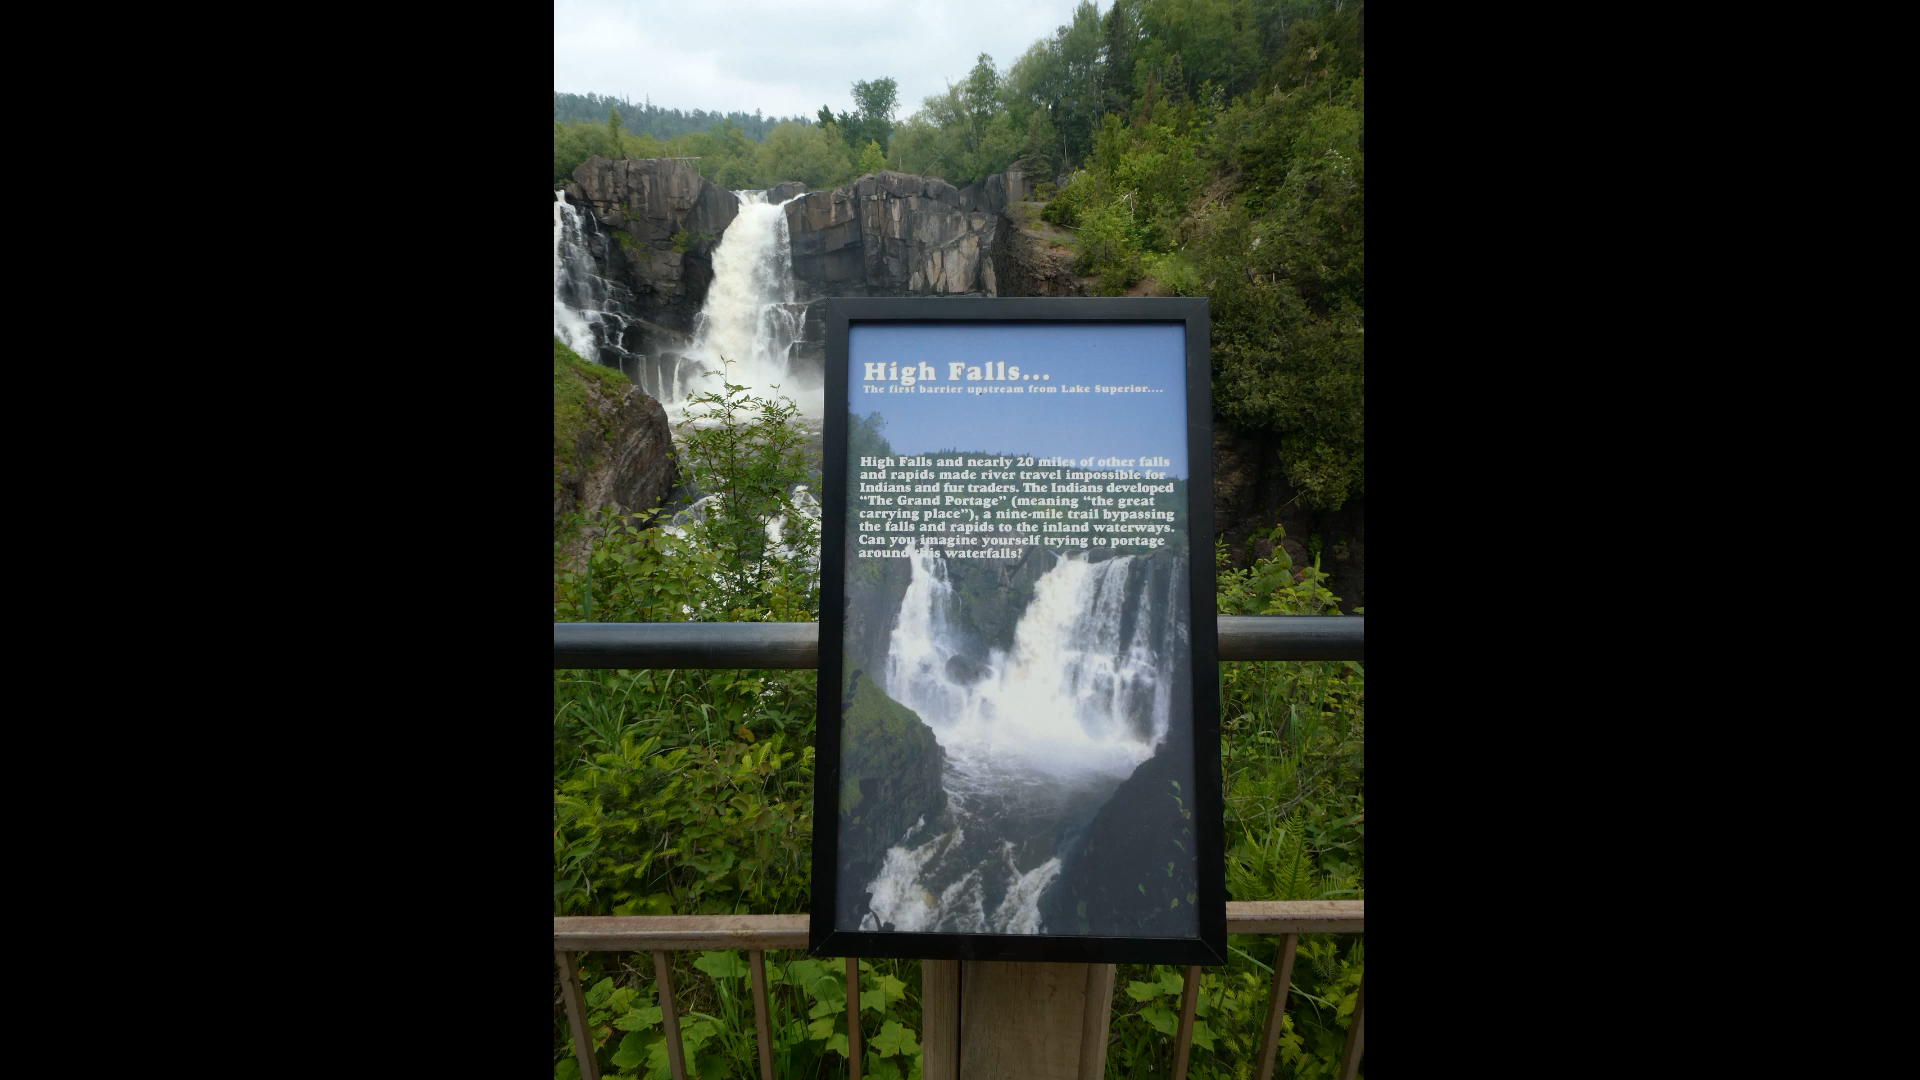 High Falls...
The first barrier upstream from Lake Superior....
High Falls and nearly 20 miles of other falls
and rapids made river travel impossible for
Indians and fur traders. The Indians developed
“The Grand Portage” (meaning “the great
carrying place”), a nine-mile trail bypassing
the falls and rapids to the inland waterways.
Can you imagine yourself trying to portage
around this waterfalls?